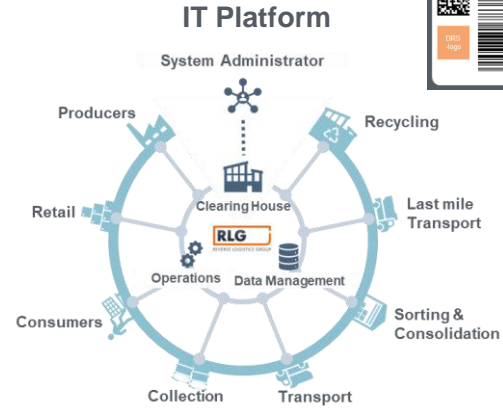 IT Platform
System Administrator
DRS
-logo
Producers
Recycling
Retail
Clearing House
Last mile
Transport
RLG
REVERSE LOGISTICS GROUP
Operations
Data Management
Consumers
Sorting &
Consolidation
Collection
Transport